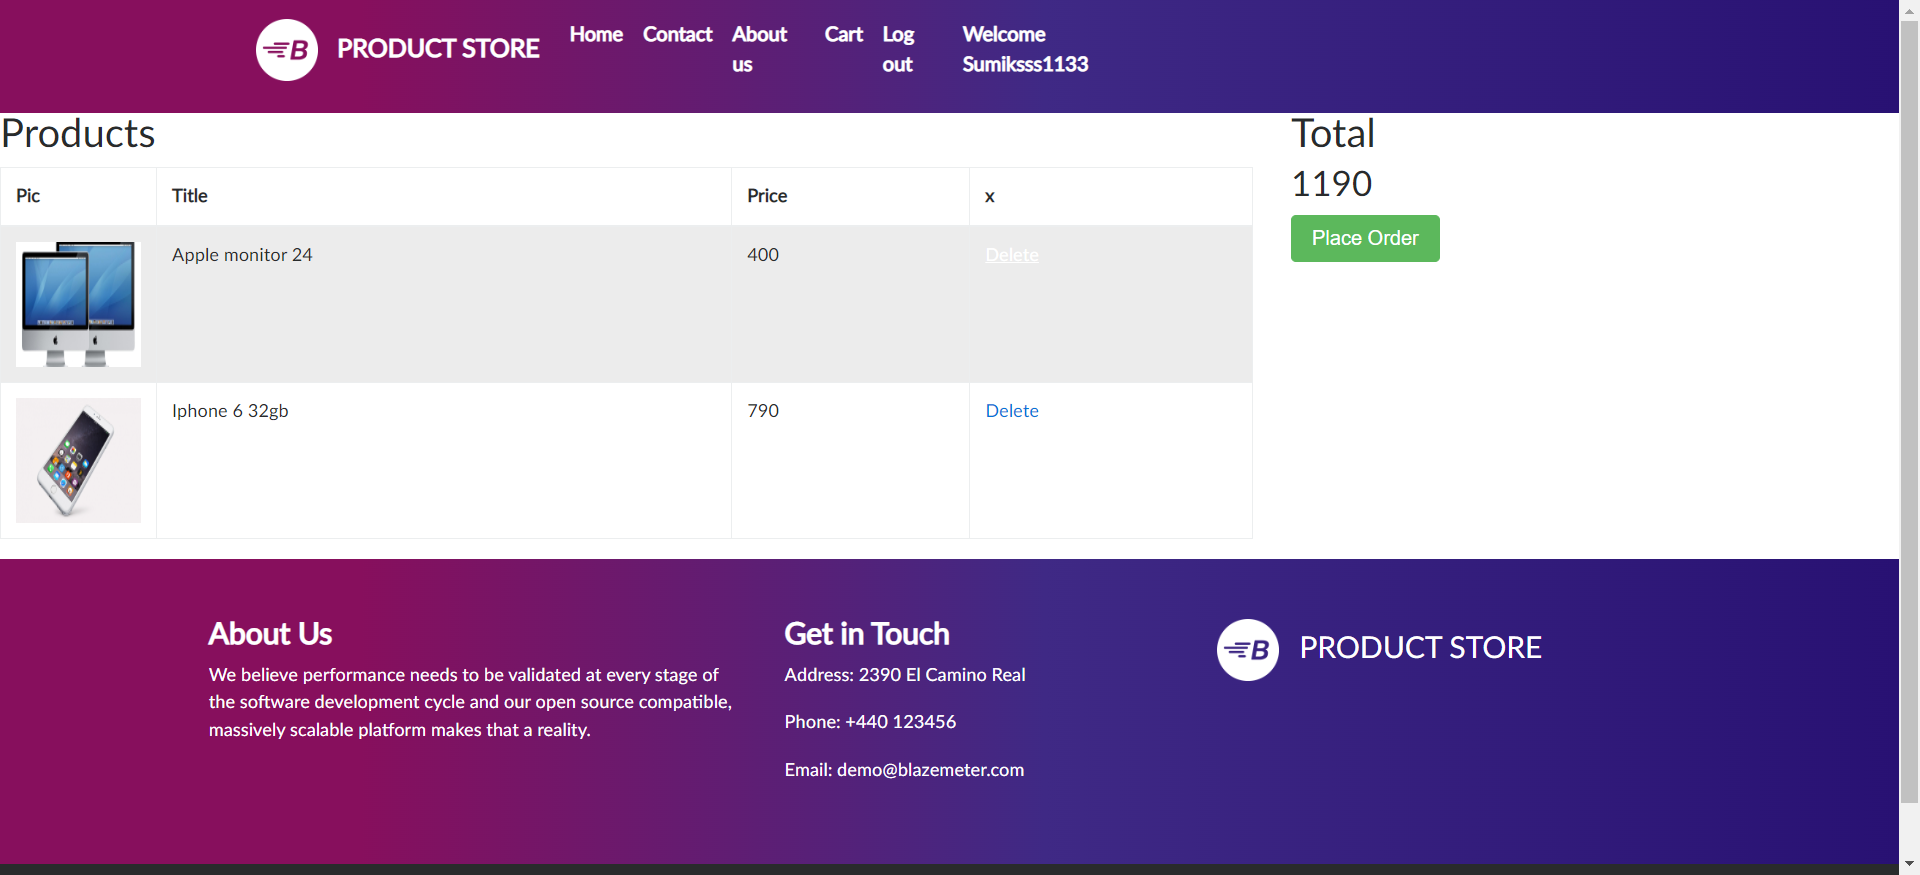 B PRODUCT STORE Home Contact About us Cart Log out Welcome Sumiksss1133
Products
Pic Title Price x
Apple monitor 24 400 Delete
Iphone 6 32gb 790 Delete
Total
1190
Place Order
About Us
We believe performance needs to be validated at every stage of
the software development cycle and our open source compatible,
massively scalable platform makes that a reality.
Get in Touch
Address: 2390 El Camino Real
Phone: +440 123456
Email: demo@blazemeter.com
B PRODUCT STORE